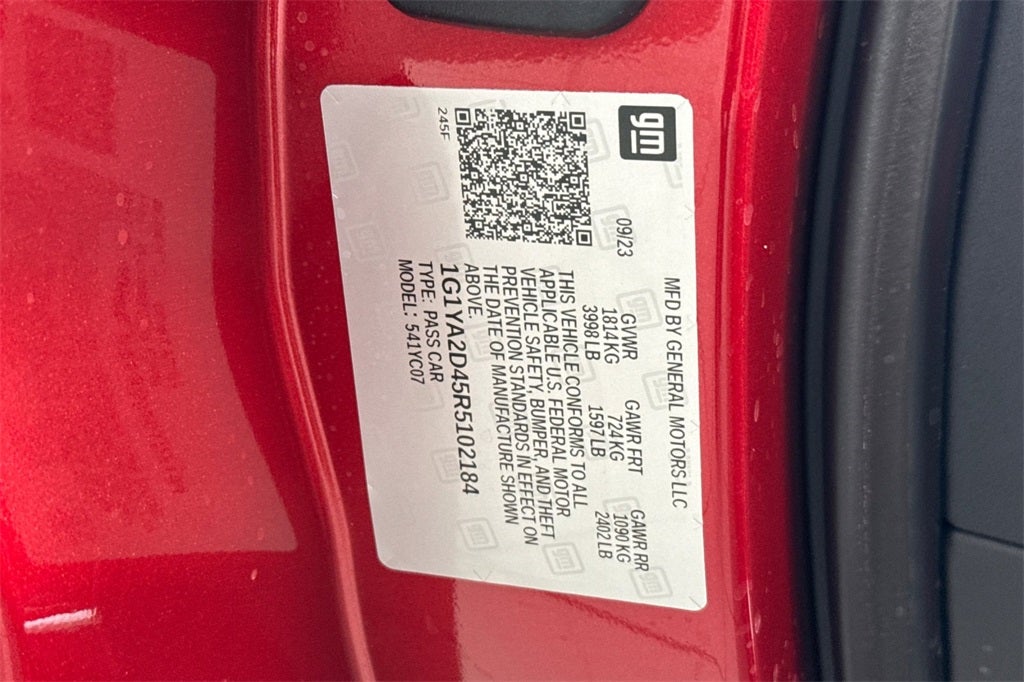 gm
MFD BY GENERAL MOTORS LLC
09/23
GVWR GAWR FRT GAWR RR
1814KG 724KG 1090KG
3998LB 1597LB 2402LB
THIS VEHICLE CONFORMS TO ALL
APPLICABLE U.S. FEDERAL MOTOR
VEHICLE SAFETY, BUMPER, AND THEFT
PREVENTION STANDARDS IN EFFECT ON
THE DATE OF MANUFACTURE SHOWN
ABOVE.
1G1YA2D45R5102184
TYPE: PASS CAR
MODEL: 541YC07
245F